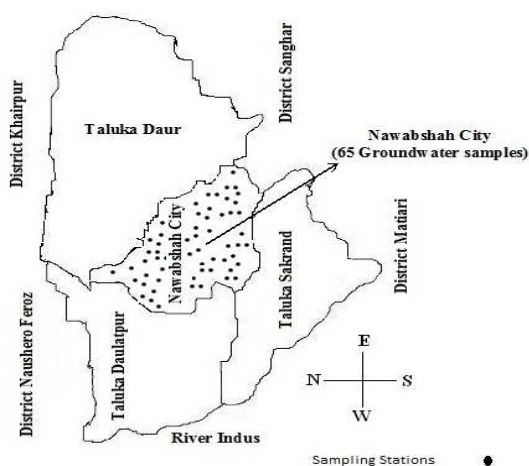 District Sanghar
District Khairpur
Taluka Daur
Nawabshah City
(65 Groundwater samples)
Nawabshah City
Taluka Sakrand
District Matiari
District Naushero Feroz
Taluka Daulatpur
E
N
S
W
River Indus
Sampling Stations